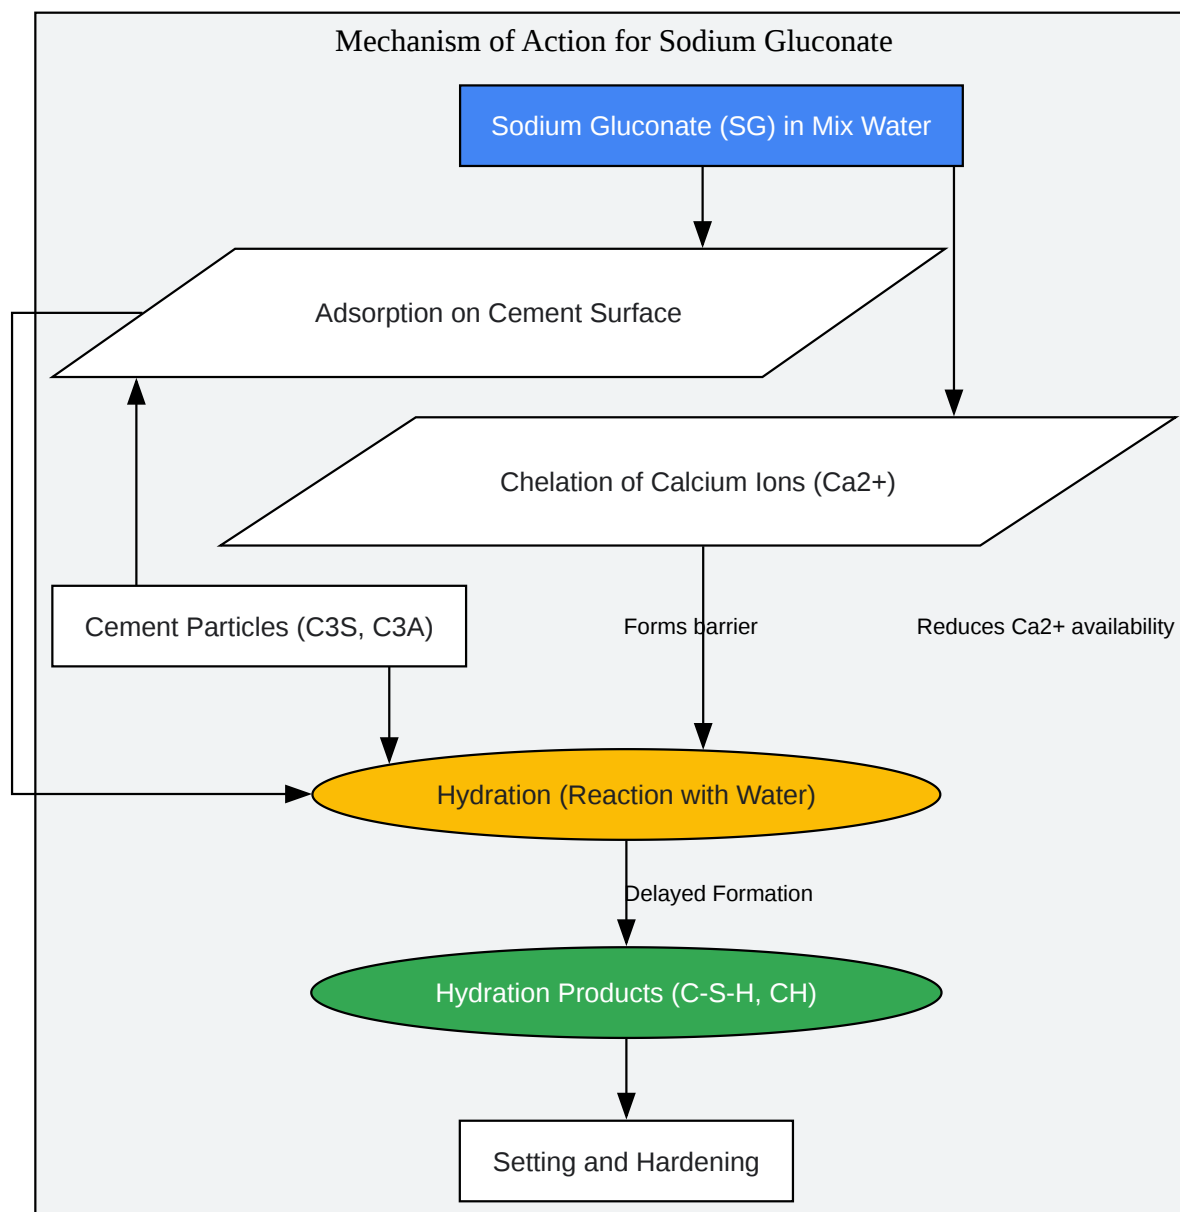 Mechanism of Action for Sodium Gluconate
Sodium Gluconate (SG) in Mix Water
Adsorption on Cement Surface
Chelation of Calcium Ions (Ca2+)
Cement Particles (C3S, C3A)
Forms barrier
Reduces Ca2+ availability
Hydration (Reaction with Water)
Delayed Formation
Hydration Products (C-S-H, CH)
Setting and Hardening